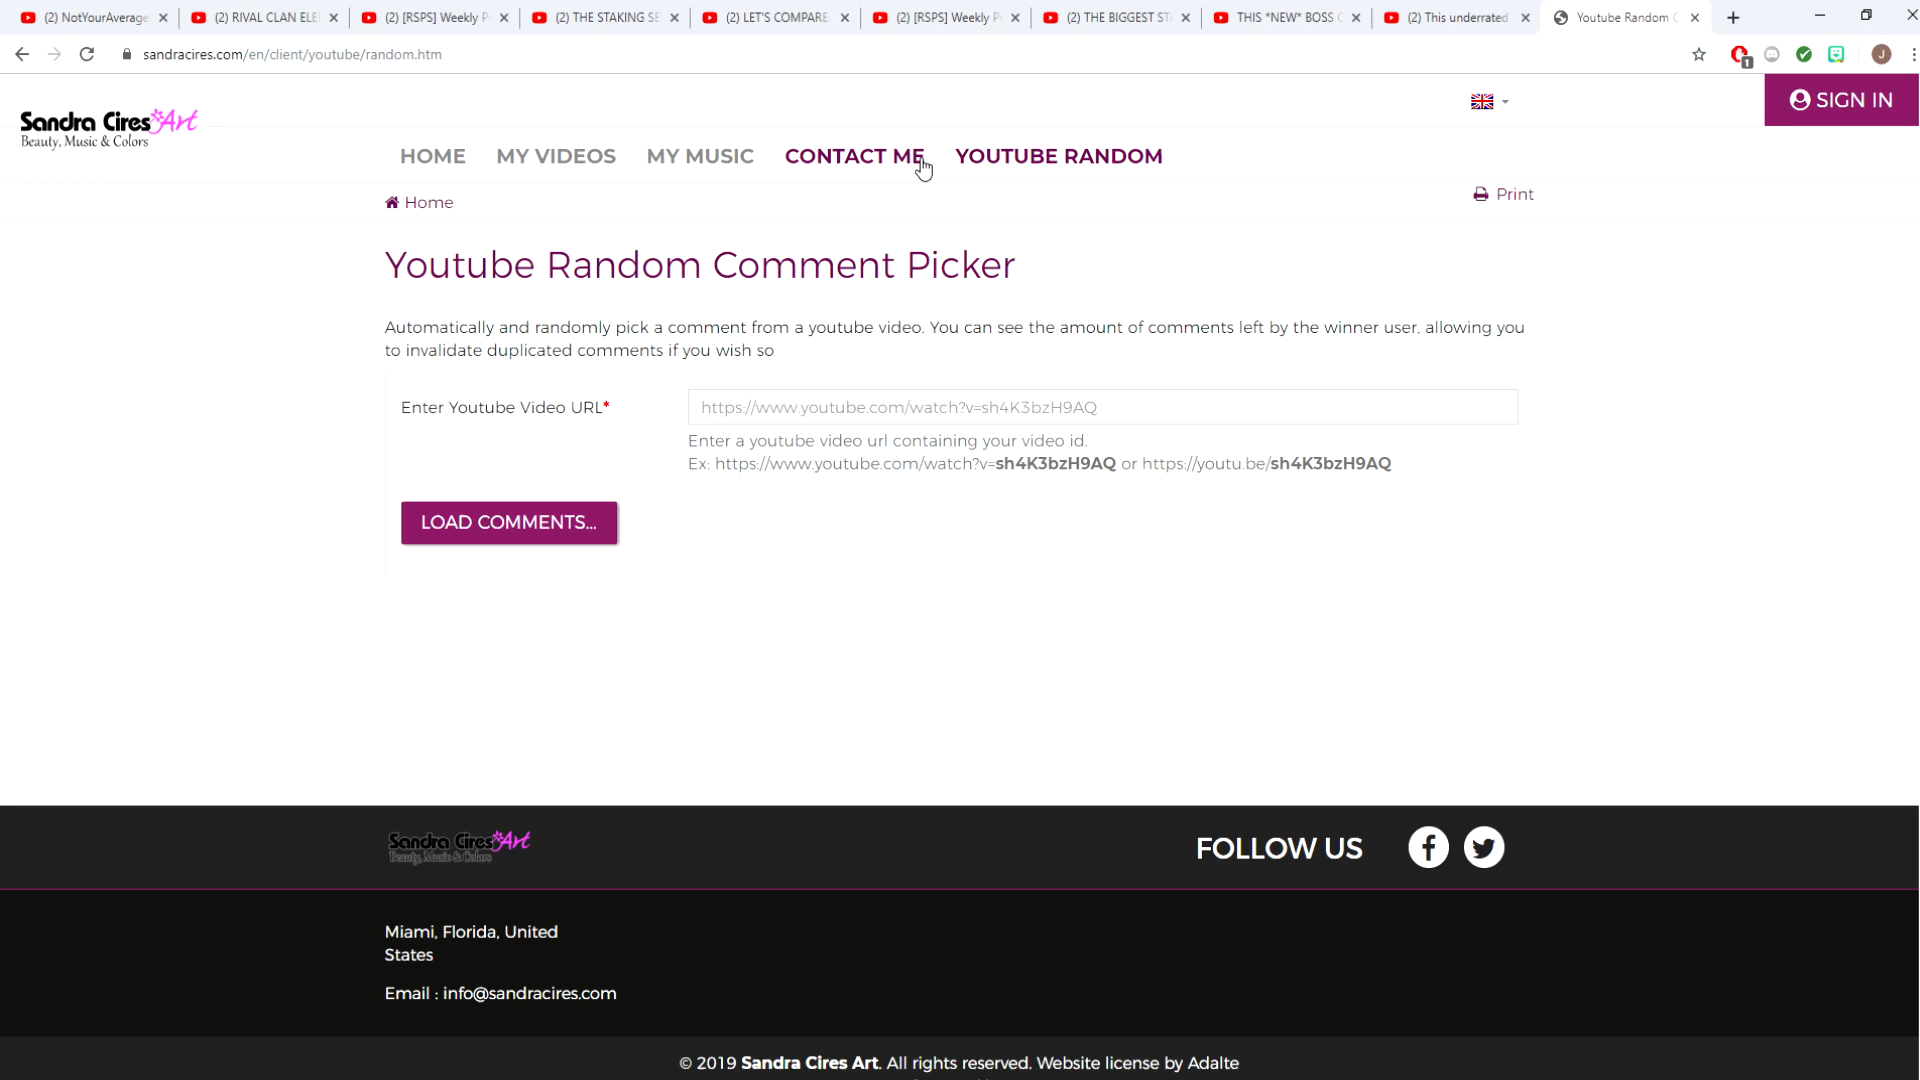 (2) NotYourAverage
(2) RIVAL CLAN ELE
(2) [RSPS] Weekly P
(2) THE STAKING SE
(2) LET'S COMPARE
(2) [RSPS] Weekly P
(2) THE BIGGEST ST
THIS *NEW* BOSS
(2) This underrated
Youtube Random
sandracires.com/en/client/youtube/random.htm
1
J
Sandra Cires Art
Beauty, Music & Colors
SIGN IN
HOME
MY VIDEOS
MY MUSIC
CONTACT ME
YOUTUBE RANDOM
Home
Print
Youtube Random Comment Picker
Automatically and randomly pick a comment from a youtube video. You can see the amount of comments left by the winner user, allowing you
to invalidate duplicated comments if you wish so
Enter Youtube Video URL*
https://www.youtube.com/watch?v=sh4K3bzH9AQ
Enter a youtube video url containing your video id.
Ex: https://www.youtube.com/watch?v=sh4K3bzH9AQ or https://youtu.be/sh4K3bzH9AQ
LOAD COMMENTS...
Sandra Cires Art
Beauty, Music & Colors
FOLLOW US
Miami, Florida, United
States
Email : info@sandracires.com
© 2019 Sandra Cires Art. All rights reserved. Website license by Adalte